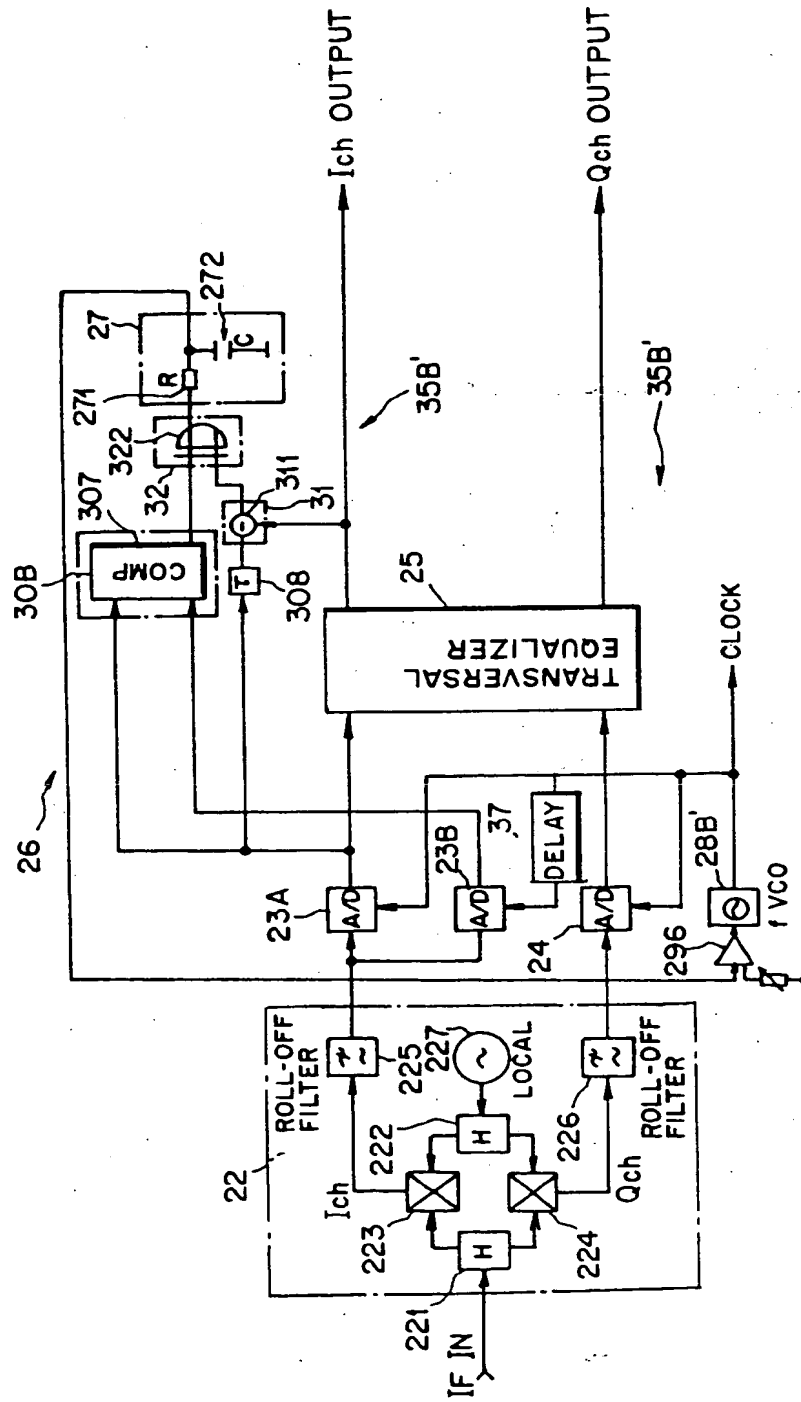 26
30B
307
COMP
32
322
271
R
27
272
C
T
308
311
31
Ich OUTPUT
35B'
22
ROLL-OFF
FILTER
225
Ich
223
222
H
227
~
LOCAL
221
H
224
Qch
226
ROLL-OFF
FILTER
IF IN
23A
A/D
23B
A/D
37
DELAY
24
A/D
25
TRANSVERSAL
EQUALIZER
35B'
Qch OUTPUT
296
28B'
f VCO
CLOCK